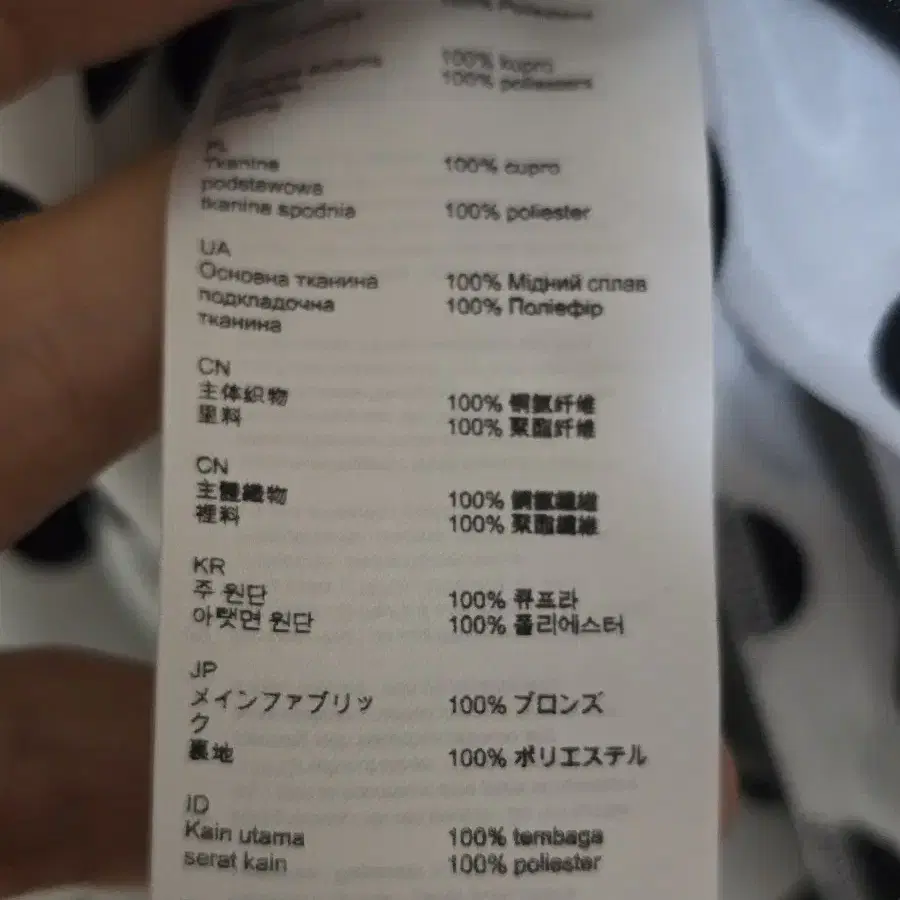 100% kupro
100% poliesteri
PL
Tkanina podstawowa 100% cupro
tkanina spodnia 100% poliester
UA
Основна тканина 100% Мідний сплав
подкладочна тканина 100% Поліефір
CN
主体织物 100% 铜氨纤维
里料 100% 聚酯纤维
CN
主體織物 100% 銅氨纖維
裡料 100% 聚酯纖維
KR
주 원단 100% 큐프라
아랫면 원단 100% 폴리에스터
JP
メインファブリック 100% ブロンズ
裏地 100% ポリエステル
ID
Kain utama 100% tembaga
serat kain 100% poliester